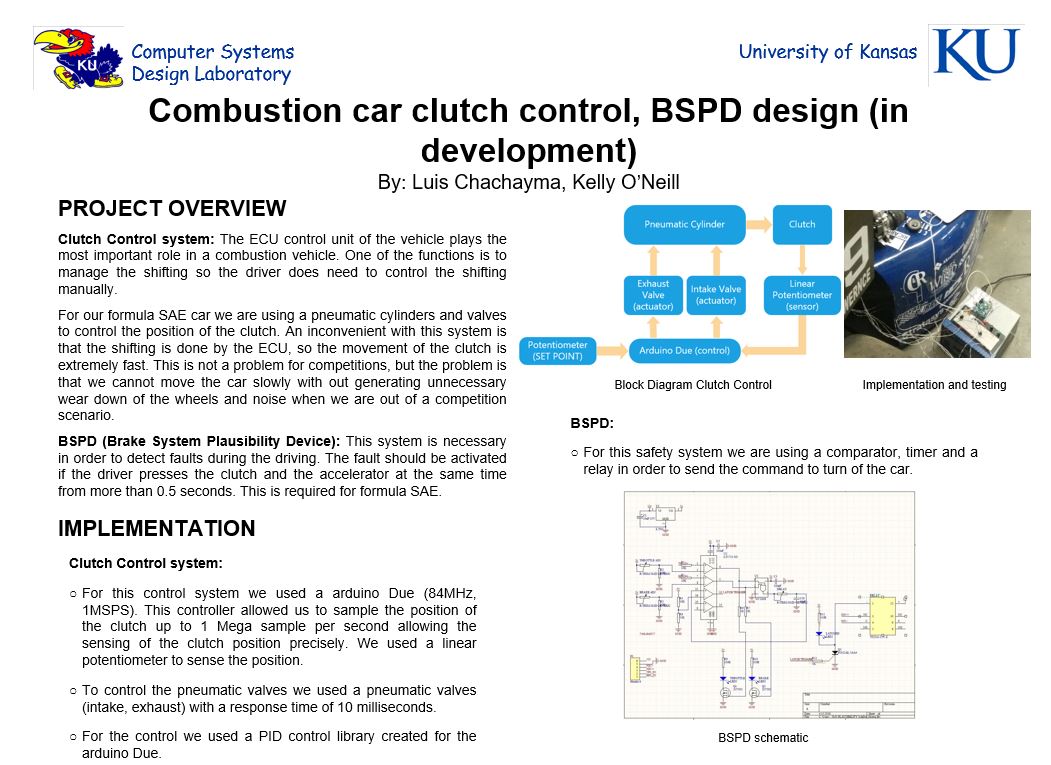 Computer Systems
Design Laboratory
KU
University of Kansas
KU
Combustion car clutch control, BSPD design (in
development)
By: Luis Chachayma, Kelly O’Neill
PROJECT OVERVIEW
Clutch Control system: The ECU control unit of the vehicle plays the
most important role in a combustion vehicle. One of the functions is to
manage the shifting so the driver does need to control the shifting
manually.
For our formula SAE car we are using a pneumatic cylinders and valves
to control the position of the clutch. An inconvenient with this system is
that the shifting is done by the ECU, so the movement of the clutch is
extremely fast. This is not a problem for competitions, but the problem is
that we cannot move the car slowly with out generating unnecessary
wear down of the wheels and noise when we are out of a competition
scenario.
BSPD (Brake System Plausibility Device): This system is necessary
in order to detect faults during the driving. The fault should be activated
if the driver presses the clutch and the accelerator at the same time
from more than 0.5 seconds. This is required for formula SAE.
IMPLEMENTATION
Clutch Control system:
○ For this control system we used a arduino Due (84MHz,
1MSPS). This controller allowed us to sample the position of
the clutch up to 1 Mega sample per second allowing the
sensing of the clutch position precisely. We used a linear
potentiometer to sense the position.
○ To control the pneumatic valves we used a pneumatic valves
(intake, exhaust) with a response time of 10 milliseconds.
○ For the control we used a PID control library created for the
arduino Due.
Pneumatic Cylinder
Clutch
Exhaust
Valve
(actuator)
Intake Valve
(actuator)
Linear
Potentiometer
(sensor)
Potentiometer
(SET POINT)
Arduino Due (control)
Block Diagram Clutch Control
9
Implementation and testing
BSPD:
○ For this safety system we are using a comparator, timer and a
relay in order to send the command to turn of the car.
BSPD schematic